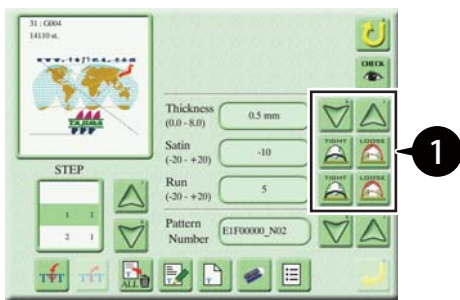 31 : G004
14110 st.
www.tajima.com
TAJIMA
CHECK
Thickness
(0.0 - 8.0)
0.5 mm
Satin
(-20 - +20)
-10
TIGHT
LOOSE
Run
(-20 - +20)
5
TIGHT
LOOSE
Pattern
Number
E1F00000_N02
STEP
1 1
2 1
ALL
1